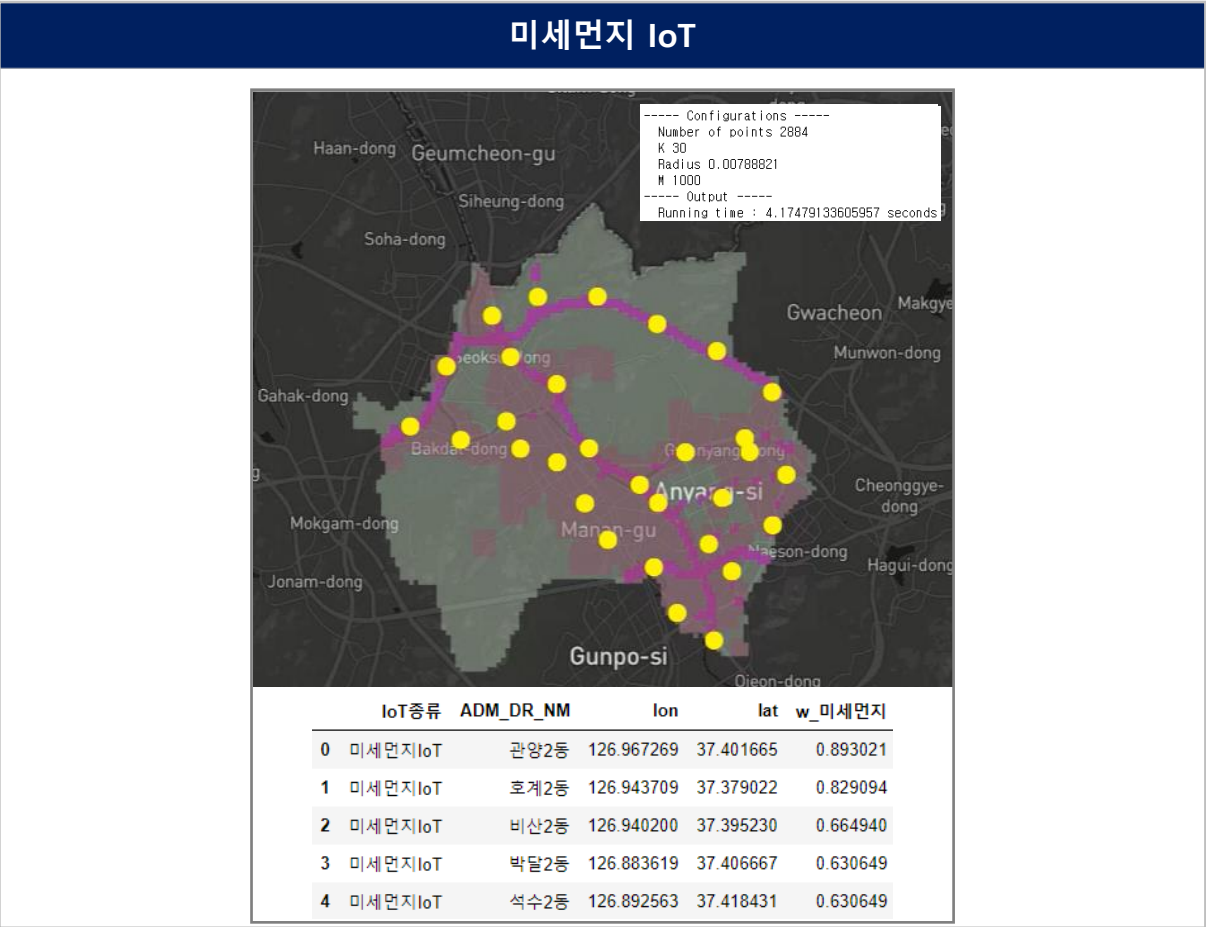 미세먼지 IoT
----- Configurations -----
Number of points 2884
K 30
Radius 0.00788821
M 1000
----- Output -----
Running time : 4.17479133605957 seconds
Haan-dong
Geumcheon-gu
Siheung-dong
Soha-dong
Gwacheon
Makgye
Munwon-dong
Gahak-dong
Bakdal-dong
Anyang-si
Cheonggye-
dong
Mokgam-dong
Manan-gu
Naeson-dong
Hagui-dong
Jonam-dong
Gunpo-si
Ojeon-dong
IoT종류 ADM_DR_NM lon lat w_미세먼지
0 미세먼지IoT 관양2동 126.967269 37.401665 0.893021
1 미세먼지IoT 호계2동 126.943709 37.379022 0.829094
2 미세먼지IoT 비산2동 126.940200 37.395230 0.664940
3 미세먼지IoT 박달2동 126.883619 37.406667 0.630649
4 미세먼지IoT 석수2동 126.892563 37.418431 0.630649